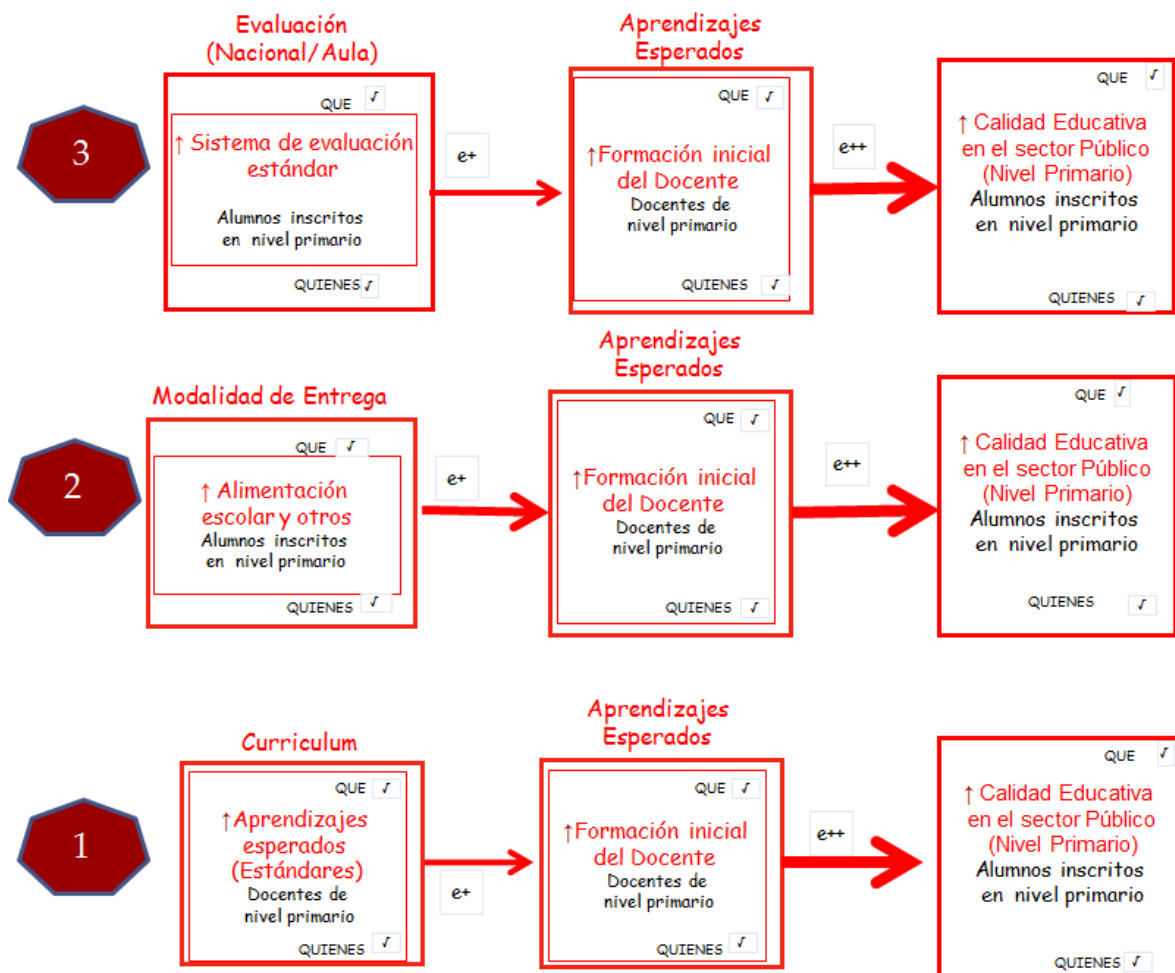 Evaluación
(Nacional/Aula)
Aprendizajes
Esperados
3
QUE √
↑ Sistema de evaluación
estándar
Alumnos inscritos
en nivel primario
QUIENES √
e+
QUE √
↑Formación inicial
del Docente
Docentes de
nivel primario
QUIENES √
e++
QUE √
↑ Calidad Educativa
en el sector Público
(Nivel Primario)
Alumnos inscritos
en nivel primario
QUIENES √
Modalidad de Entrega
Aprendizajes
Esperados
2
QUE √
↑ Alimentación
escolar y otros
Alumnos inscritos
en nivel primario
QUIENES √
e+
QUE √
↑Formación inicial
del Docente
Docentes de
nivel primario
QUIENES √
e++
QUE √
↑ Calidad Educativa
en el sector Público
(Nivel Primario)
Alumnos inscritos
en nivel primario
QUIENES √
Curriculum
Aprendizajes
Esperados
1
QUE √
↑Aprendizajes
esperados
(Estándares)
Docentes de
nivel primario
QUIENES √
e+
QUE √
↑Formación inicial
del Docente
Docentes de
nivel primario
QUIENES √
e++
QUE √
↑ Calidad Educativa
en el sector Público
(Nivel Primario)
Alumnos inscritos
en nivel primario
QUIENES √